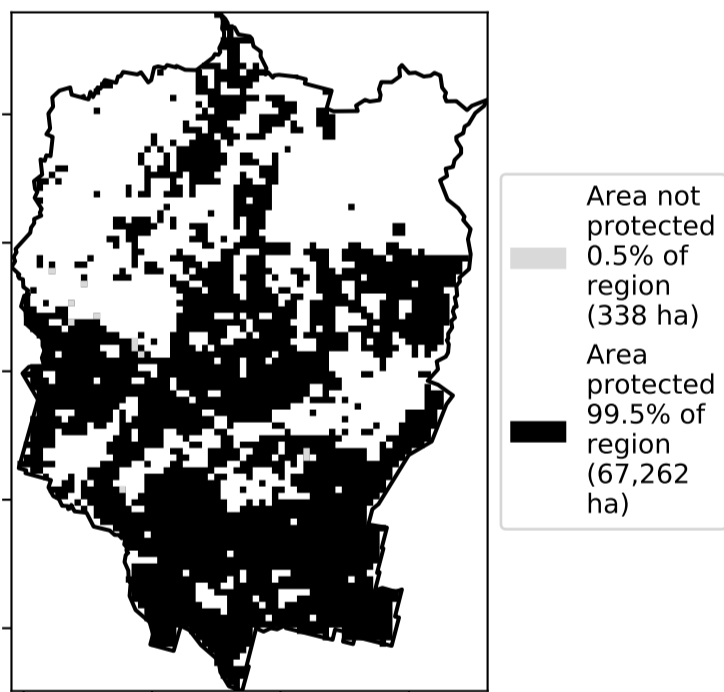 Area not
protected
0.5% of
region
(338 ha)
Area
protected
99.5% of
region
(67,262
ha)